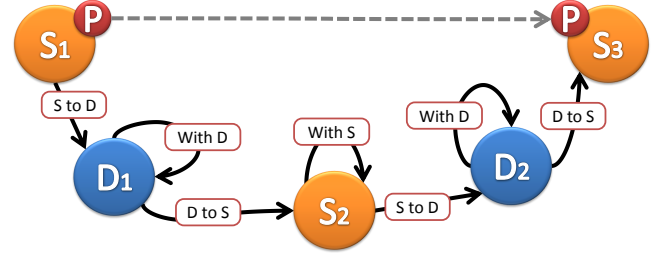 S1
P
P
S3
S to D
With D
D1
D to S
With S
S2
S to D
With D
D2
D to S